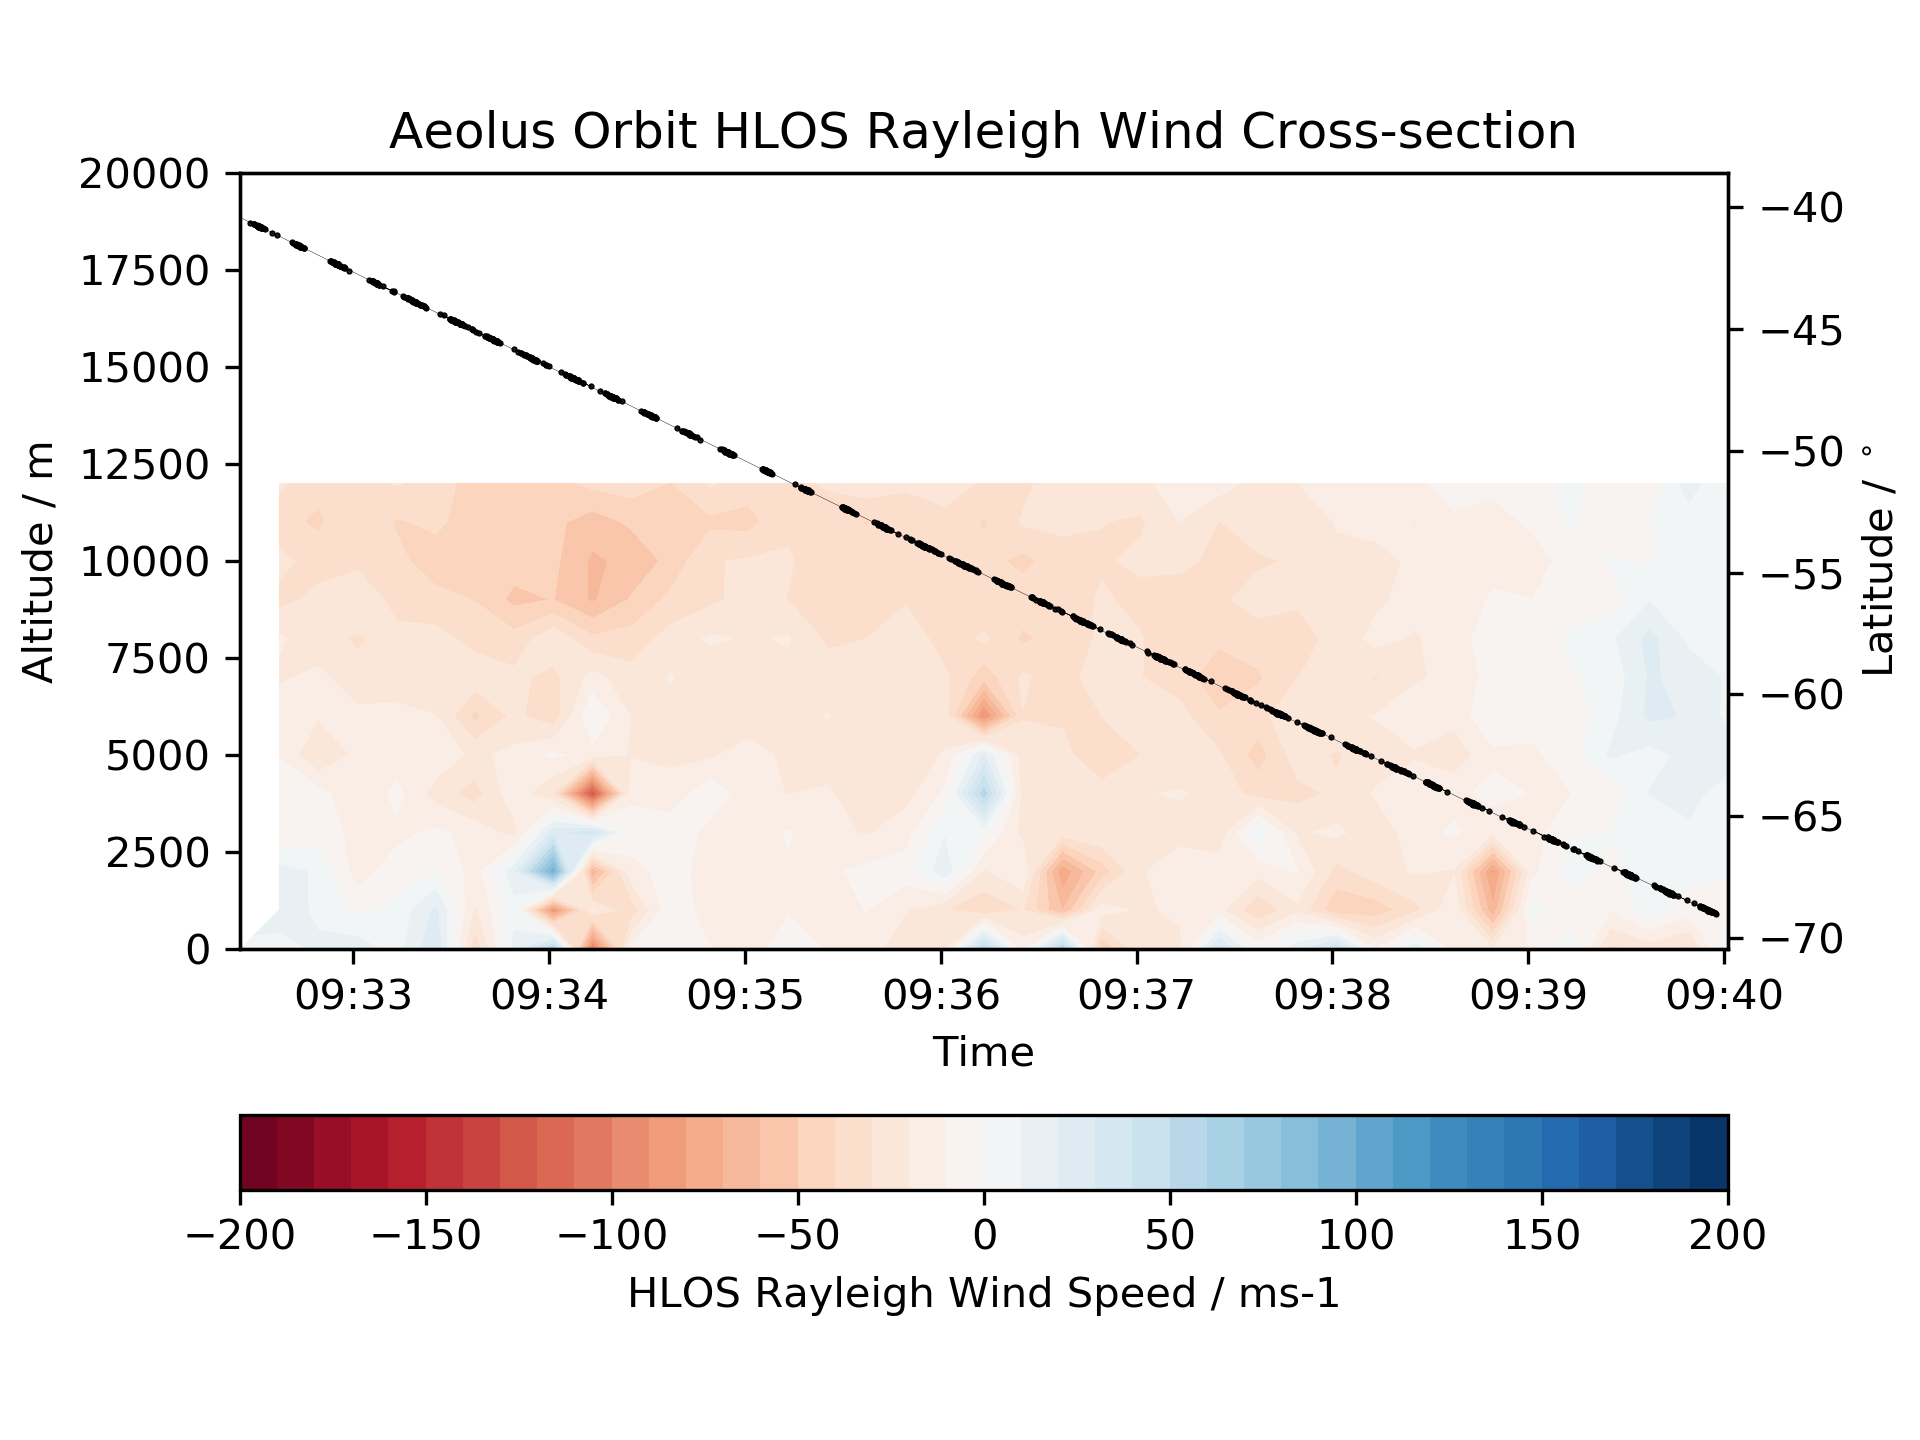 Aeolus Orbit HLOS Rayleigh Wind Cross-section
20000
17500
15000
12500
10000
7500
5000
2500
0
Altitude / m
−40
−45
−50
−55
−60
−65
−70
Latitude / °
09:33 09:34 09:35 09:36 09:37 09:38 09:39 09:40
Time
−200 −150 −100 −50 0 50 100 150 200
HLOS Rayleigh Wind Speed / ms-1